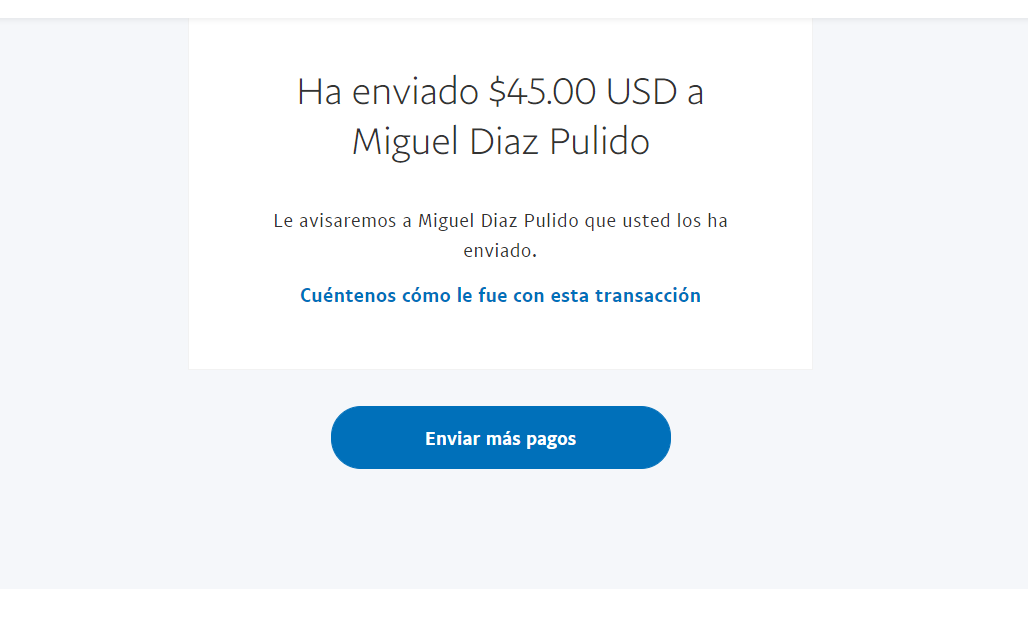 Ha enviado $45.00 USD a
Miguel Diaz Pulido
Le avisaremos a Miguel Diaz Pulido que usted los ha
enviado.
Cuéntenos cómo le fue con esta transacción
Enviar más pagos